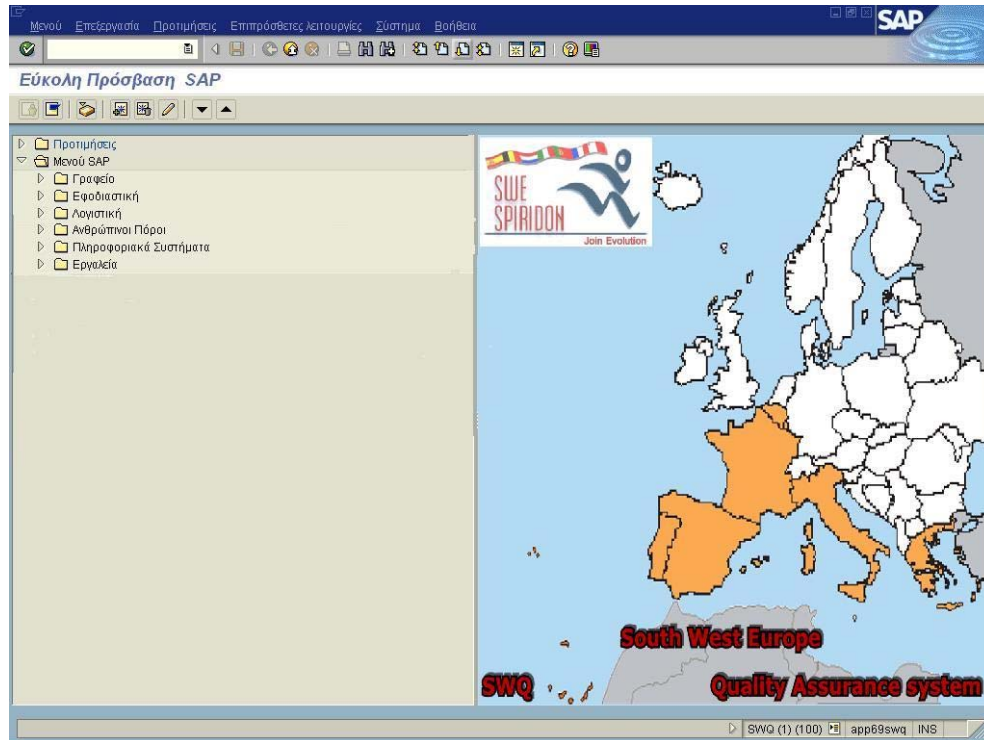 Μενού Επεξεργασία Προτιμήσεις Επιπρόσθετες λειτουργίες Σύστημα Βοήθεια
SAP
Εύκολη Πρόσβαση SAP
Προτιμήσεις
Μενού SAP
Γραφείο
Εφοδιαστική
Λογιστική
Ανθρώπινοι Πόροι
Πληροφοριακά Συστήματα
Εργαλεία
SWE
SPIRIDON
Join Evolution
South West Europe
SWQ Quality Assurance system
SWQ (1) (100) app69swq INS